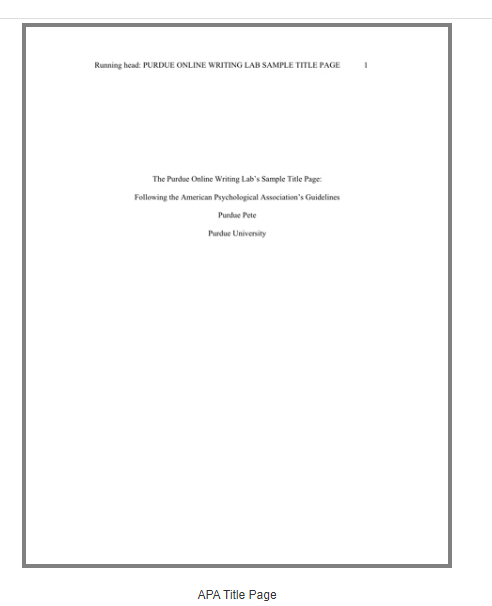 Running head: PURDUE ONLINE WRITING LAB SAMPLE TITLE PAGE 1
The Purdue Online Writing Lab's Sample Title Page:
Following the American Psychological Association's Guidelines
Purdue Pete
Purdue University
APA Title Page